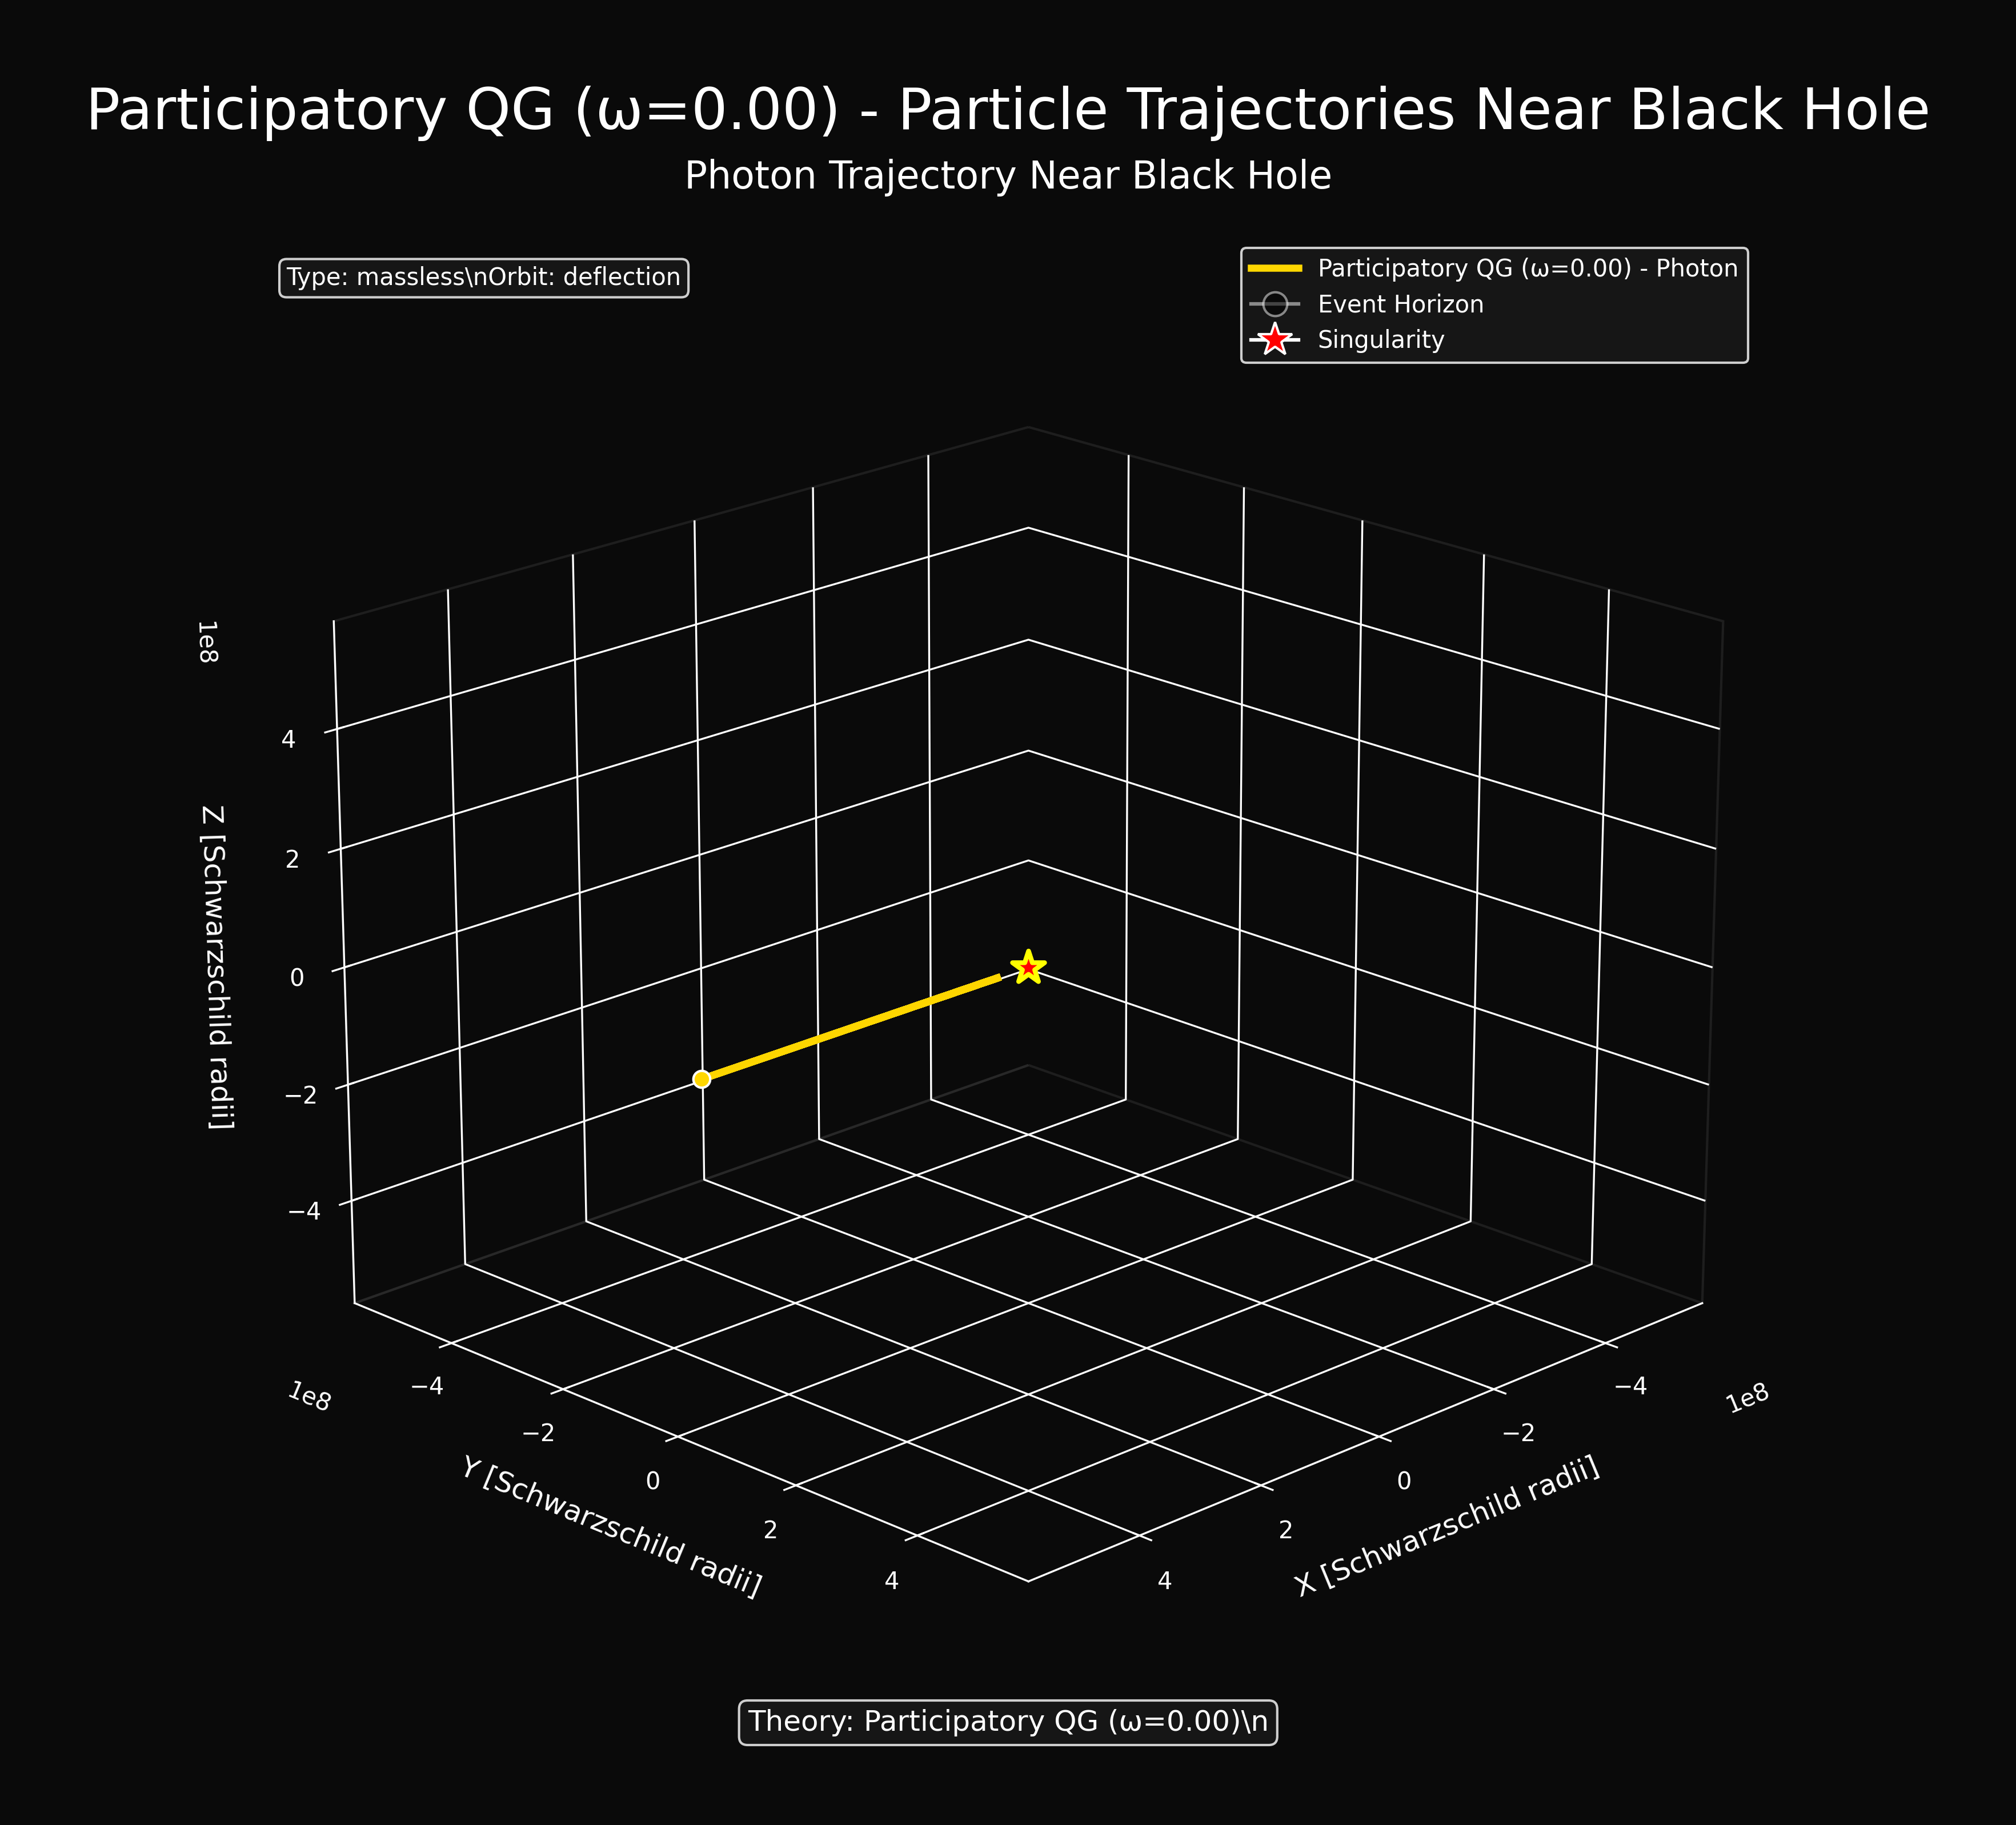 Participatory QG (ω=0.00) - Particle Trajectories Near Black Hole
Photon Trajectory Near Black Hole
Type: massless\nOrbit: deflection
Participatory QG (ω=0.00) - Photon
Event Horizon
Singularity
1e8
4
2
0
−2
−4
Z [Schwarzschild radii]
1e8
−4
−2
0
2
4
Y [Schwarzschild radii]
4
2
0
−2
−4
1e8
X [Schwarzschild radii]
Theory: Participatory QG (ω=0.00)\n